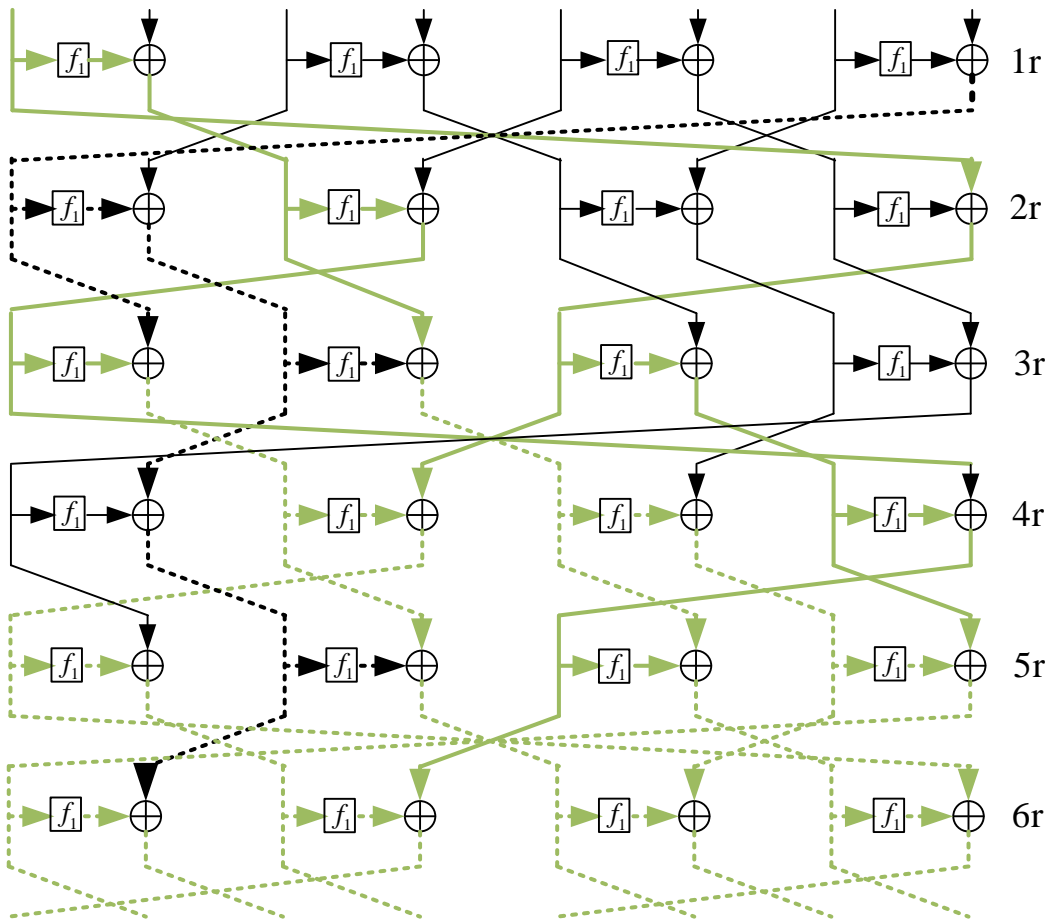 f₁ f₁ f₁ f₁ 1r
f₁ f₁ f₁ f₁ 2r
f₁ f₁ f₁ f₁ 3r
f₁ f₁ f₁ f₁ 4r
f₁ f₁ f₁ f₁ 5r
f₁ f₁ f₁ f₁ 6r